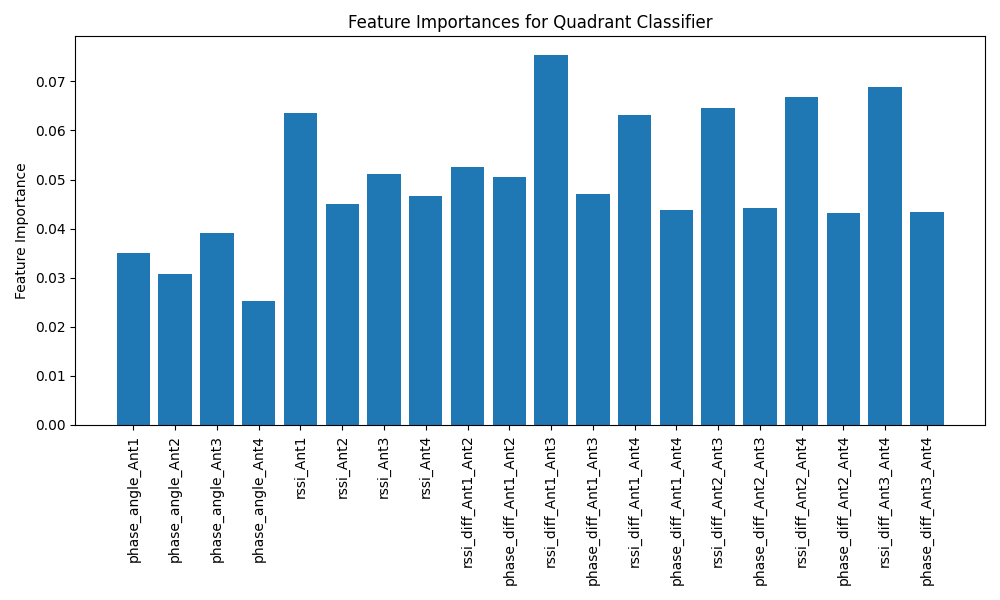 Feature Importances for Quadrant Classifier
Feature Importance
0.07
0.06
0.05
0.04
0.03
0.02
0.01
0.00
phase_angle_Ant1
phase_angle_Ant2
phase_angle_Ant3
phase_angle_Ant4
rssi_Ant1
rssi_Ant2
rssi_Ant3
rssi_Ant4
rssi_diff_Ant1_Ant2
phase_diff_Ant1_Ant2
rssi_diff_Ant1_Ant3
phase_diff_Ant1_Ant3
rssi_diff_Ant1_Ant4
phase_diff_Ant1_Ant4
rssi_diff_Ant2_Ant3
phase_diff_Ant2_Ant3
rssi_diff_Ant2_Ant4
phase_diff_Ant2_Ant4
rssi_diff_Ant3_Ant4
phase_diff_Ant3_Ant4